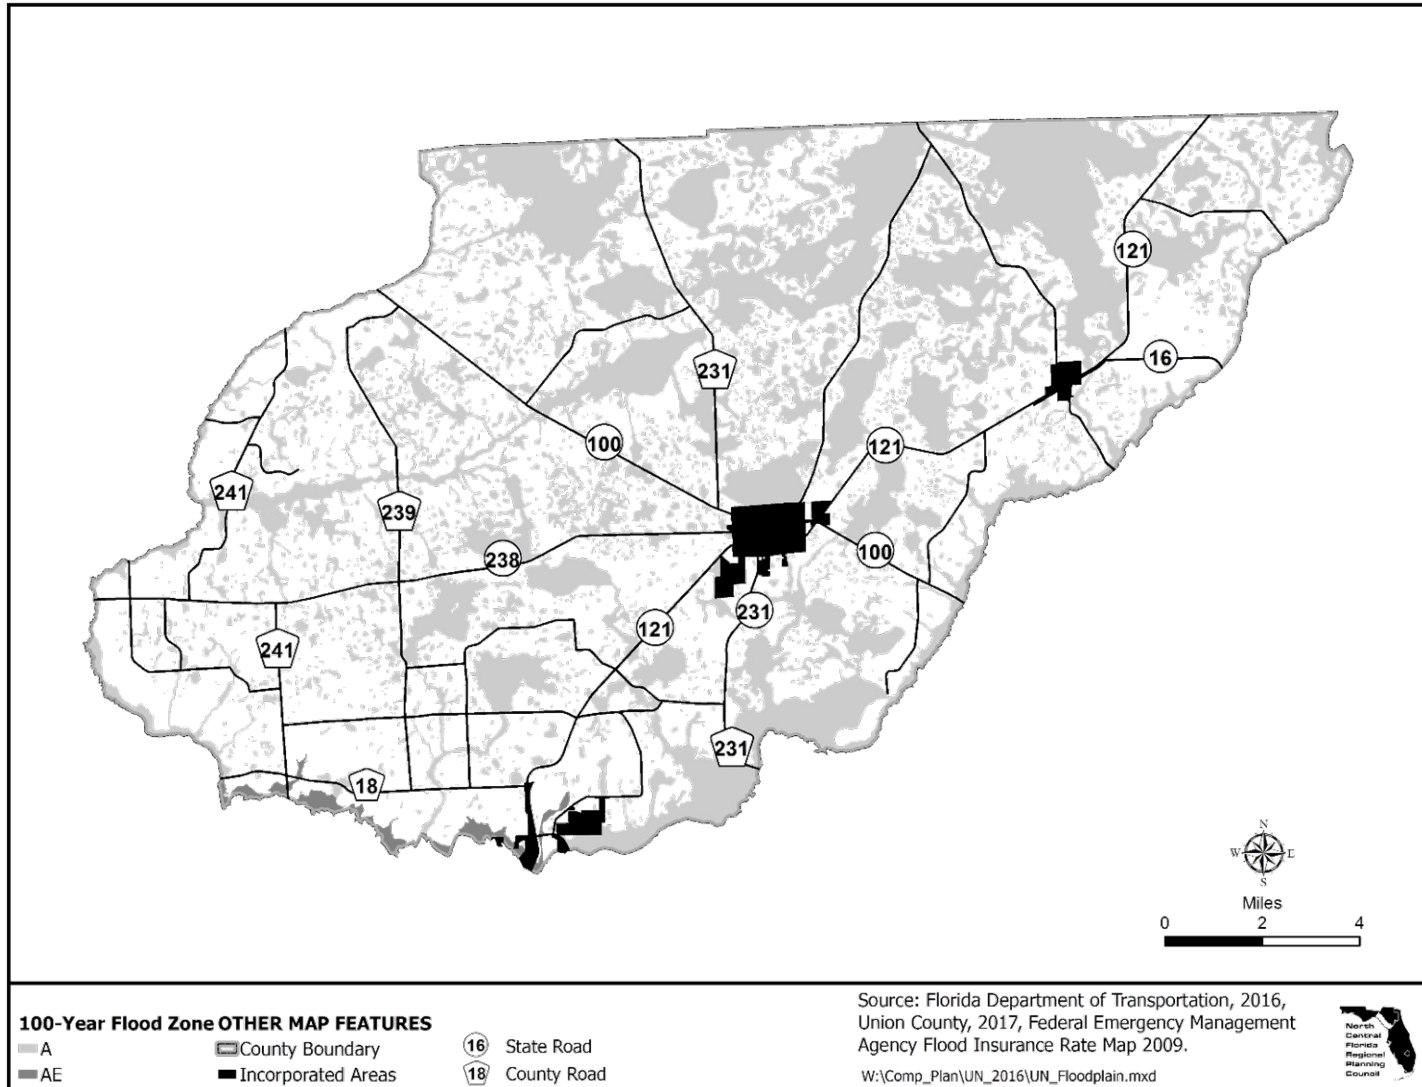 121
16
231
100
121
241
239
100
238
231
121
241
231
18
N
W E
S
Miles
0 2 4
100-Year Flood Zone
A
AE
OTHER MAP FEATURES
County Boundary
Incorporated Areas
16 State Road
18 County Road
Source: Florida Department of Transportation, 2016,
Union County, 2017, Federal Emergency Management
Agency Flood Insurance Rate Map 2009.
W:\Comp_Plan\UN_2016\UN_Floodplain.mxd
North
Central
Florida
Regional
Planning
Council